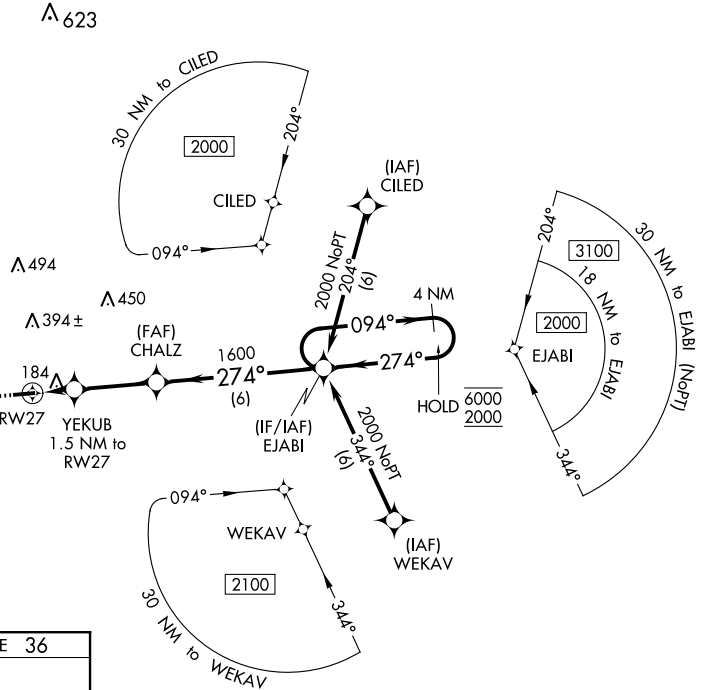 623
30 NM to CILED
2000
204°
CILED
094°
(IAF)
CILED
2000 NoPT
204°
(6)
4 NM
094°
274°
HOLD
6000
2000
204°
3100
30 NM to EJABI (NoPT)
18 NM to EJABI
2000
EJABI
344°
494
450
394±
(FAF)
CHALZ
1600
274°
(6)
184
RW27
YEKUB
1.5 NM to
RW27
(IF/IAF)
EJABI
2000 NoPT
344°
(6)
(IAF)
WEKAV
094°
WEKAV
2100
344°
30 NM to WEKAV
E 36